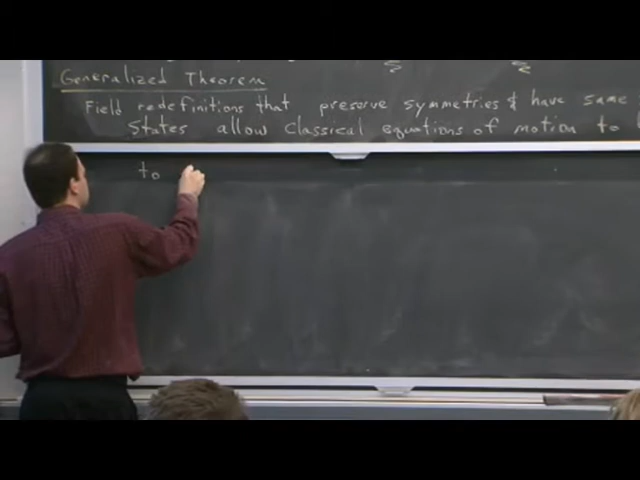 Generalized Theorem
Field redefinitions that preserve symmetries & have same
States allow Classical equations of motion to
to